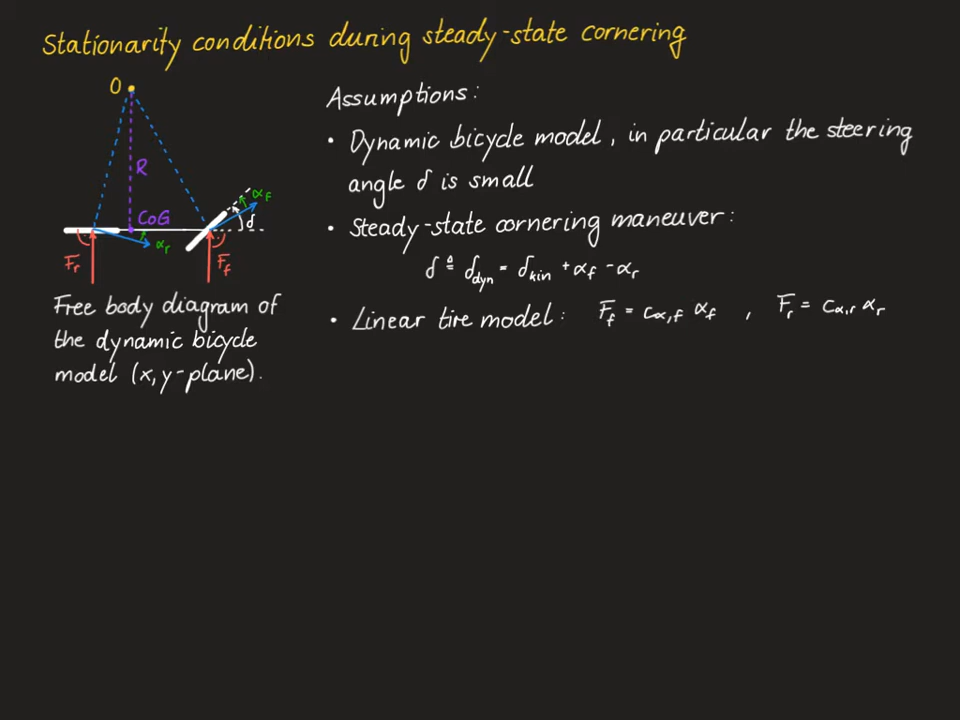 Stationarity conditions during steady-state cornering
O
R
CoG
αr
αF
δ
Fr
Ff
Free body diagram of
the dynamic bicycle
model (x,y-plane).
Assumptions:
• Dynamic bicycle model, in particular the steering
angle δ is small
• Steady-state cornering maneuver:
δ ≙ δdyn = δkin + αf - αr
• Linear tire model: Ff = cα,f αf , Fr = cα,r αr